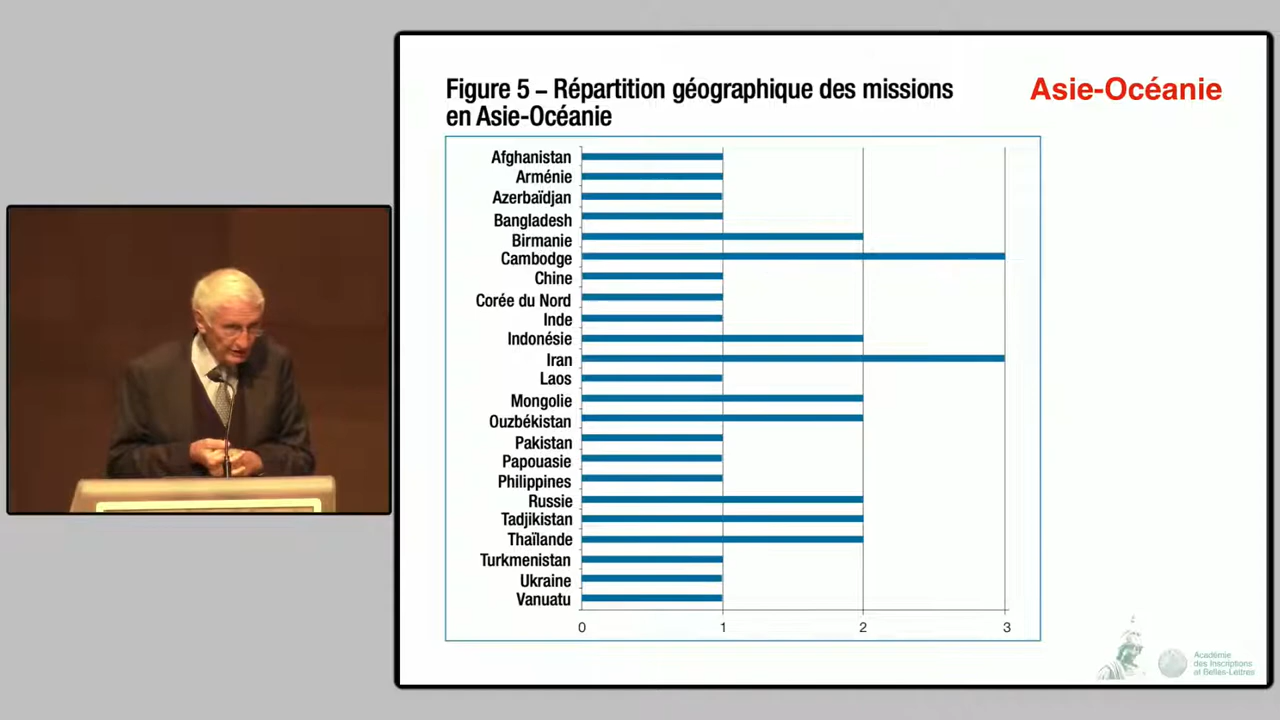 Figure 5 – Répartition géographique des missions
en Asie-Océanie
Asie-Océanie
Afghanistan
Arménie
Azerbaïdjan
Bangladesh
Birmanie
Cambodge
Chine
Corée du Nord
Inde
Indonésie
Iran
Laos
Mongolie
Ouzbékistan
Pakistan
Papouasie
Philippines
Russie
Tadjikistan
Thaïlande
Turkmenistan
Ukraine
Vanuatu
0 1 2 3
Académie
des Inscriptions
et Belles-Lettres